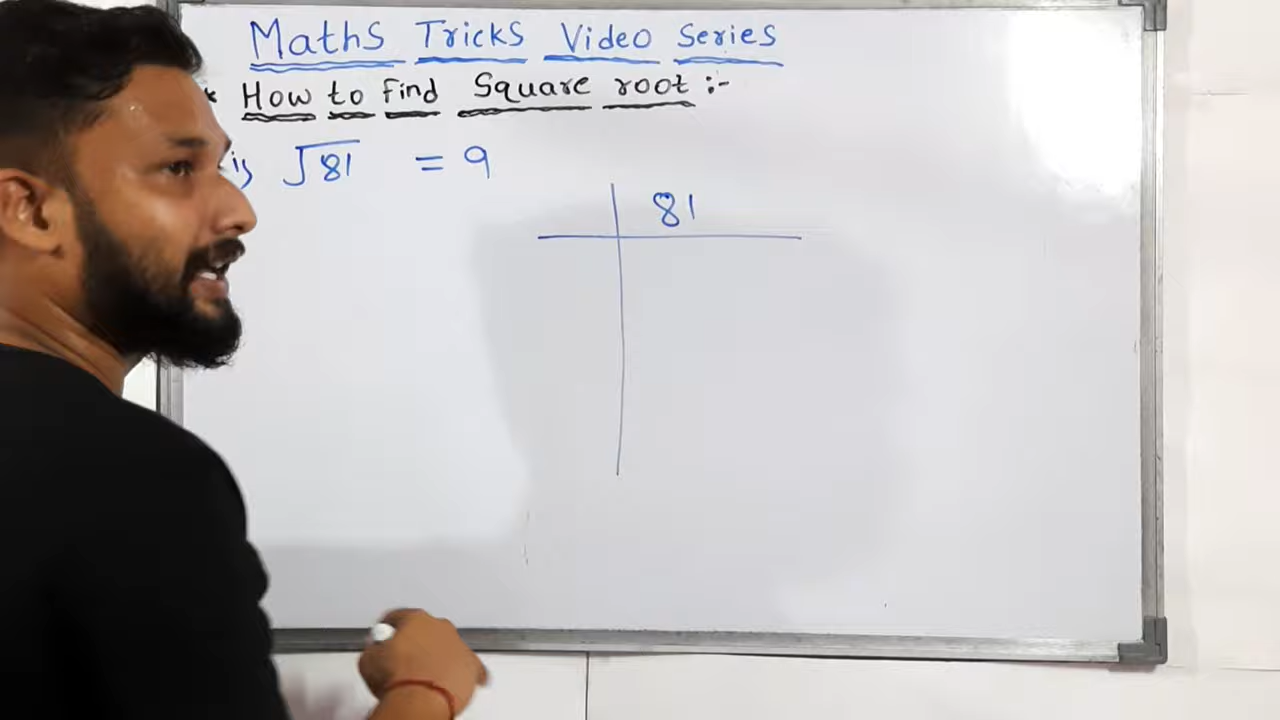 Maths Tricks Video Series
* How to Find Square root :-
i, √81 = 9
81